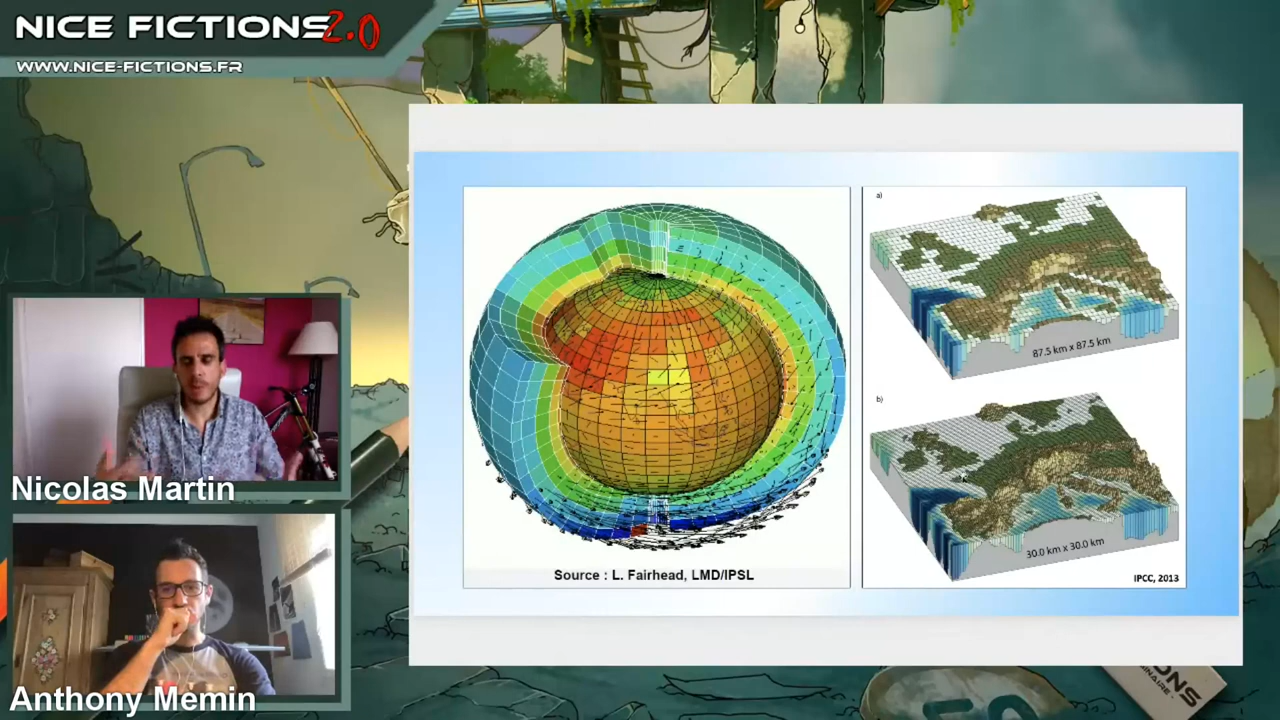 NICE FICTIONS 2.0
WWW.NICE-FICTIONS.FR
Nicolas Martin
Anthony Memin
Source : L. Fairhead, LMD/IPSL
a)
87.5 km x 87.5 km
b)
30.0 km x 30.0 km
IPCC, 2013